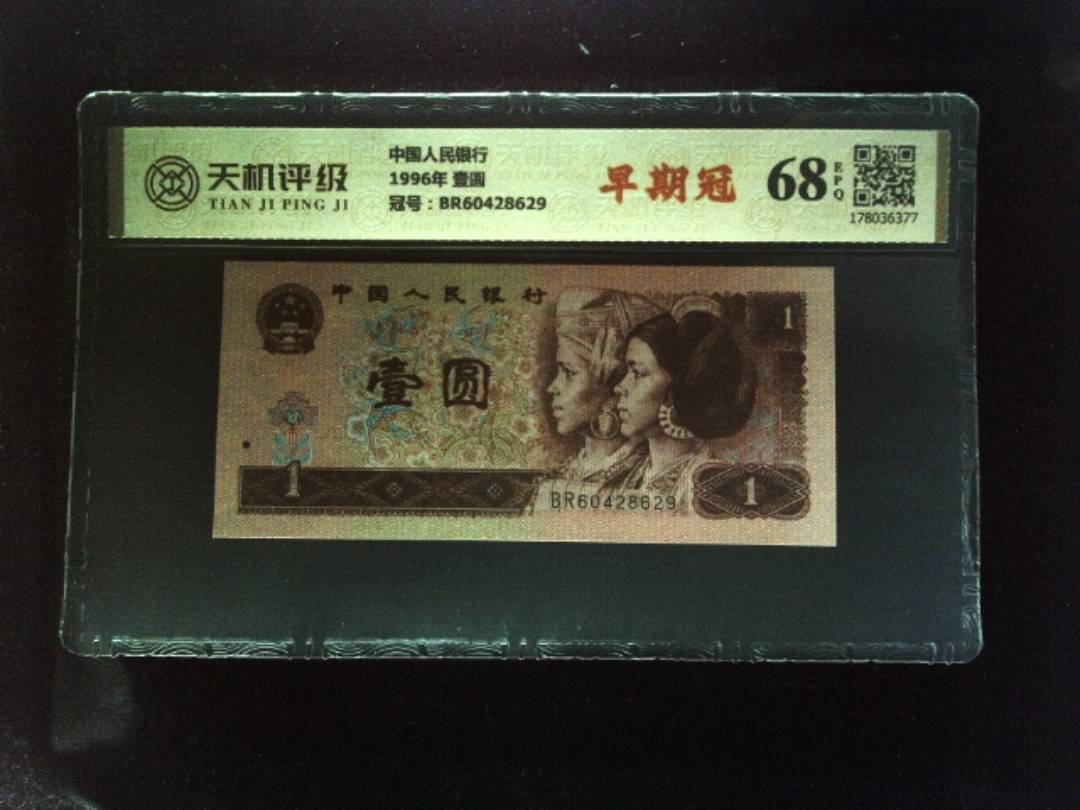 天机评级
TIAN JI PING JI
中国人民银行
1996年 壹圆
冠号：BR60428629
早期冠
68
EPQ
178036377
中国人民银行
1
壹圆
1
BR60428629
1